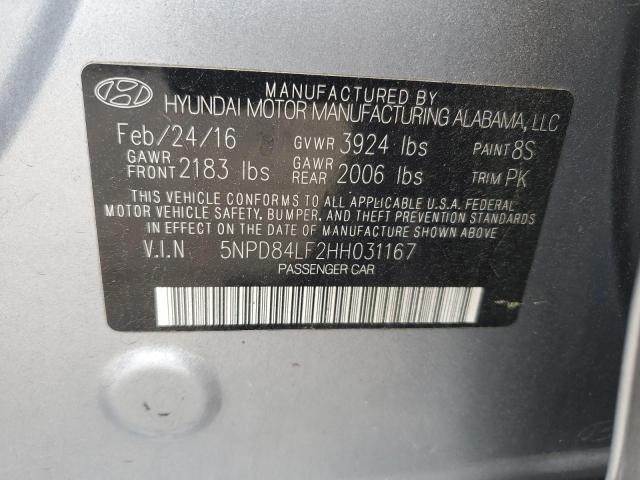 MANUFACTURED BY
HYUNDAI MOTOR MANUFACTURING ALABAMA, LLC
Feb/24/16 GVWR 3924 lbs PAINT 8S
GAWR FRONT 2183 lbs GAWR REAR 2006 lbs TRIM PK
THIS VEHICLE CONFORMS TO ALL APPLICABLE U.S.A. FEDERAL
MOTOR VEHICLE SAFETY, BUMPER, AND THEFT PREVENTION STANDARDS
IN EFFECT ON THE DATE OF MANUFACTURE SHOWN ABOVE.
V.I.N 5NPD84LF2HH031167
PASSENGER CAR